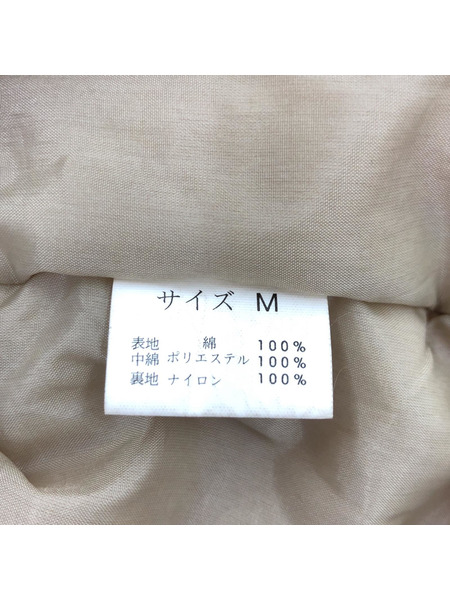 サイズ M
表地 綿 100%
中綿 ポリエステル 100%
裏地 ナイロン 100%